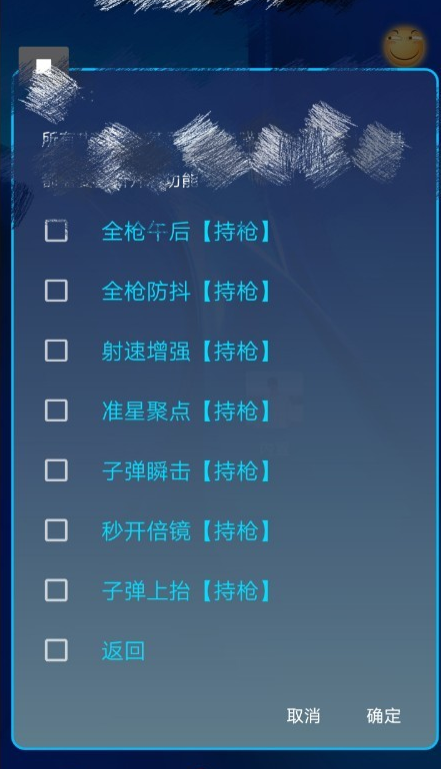 功能
全枪午后【持枪】
全枪防抖【持枪】
射速增强【持枪】
准星聚点【持枪】
子弹瞬击【持枪】
秒开倍镜【持枪】
子弹上抬【持枪】
返回
取消 确定